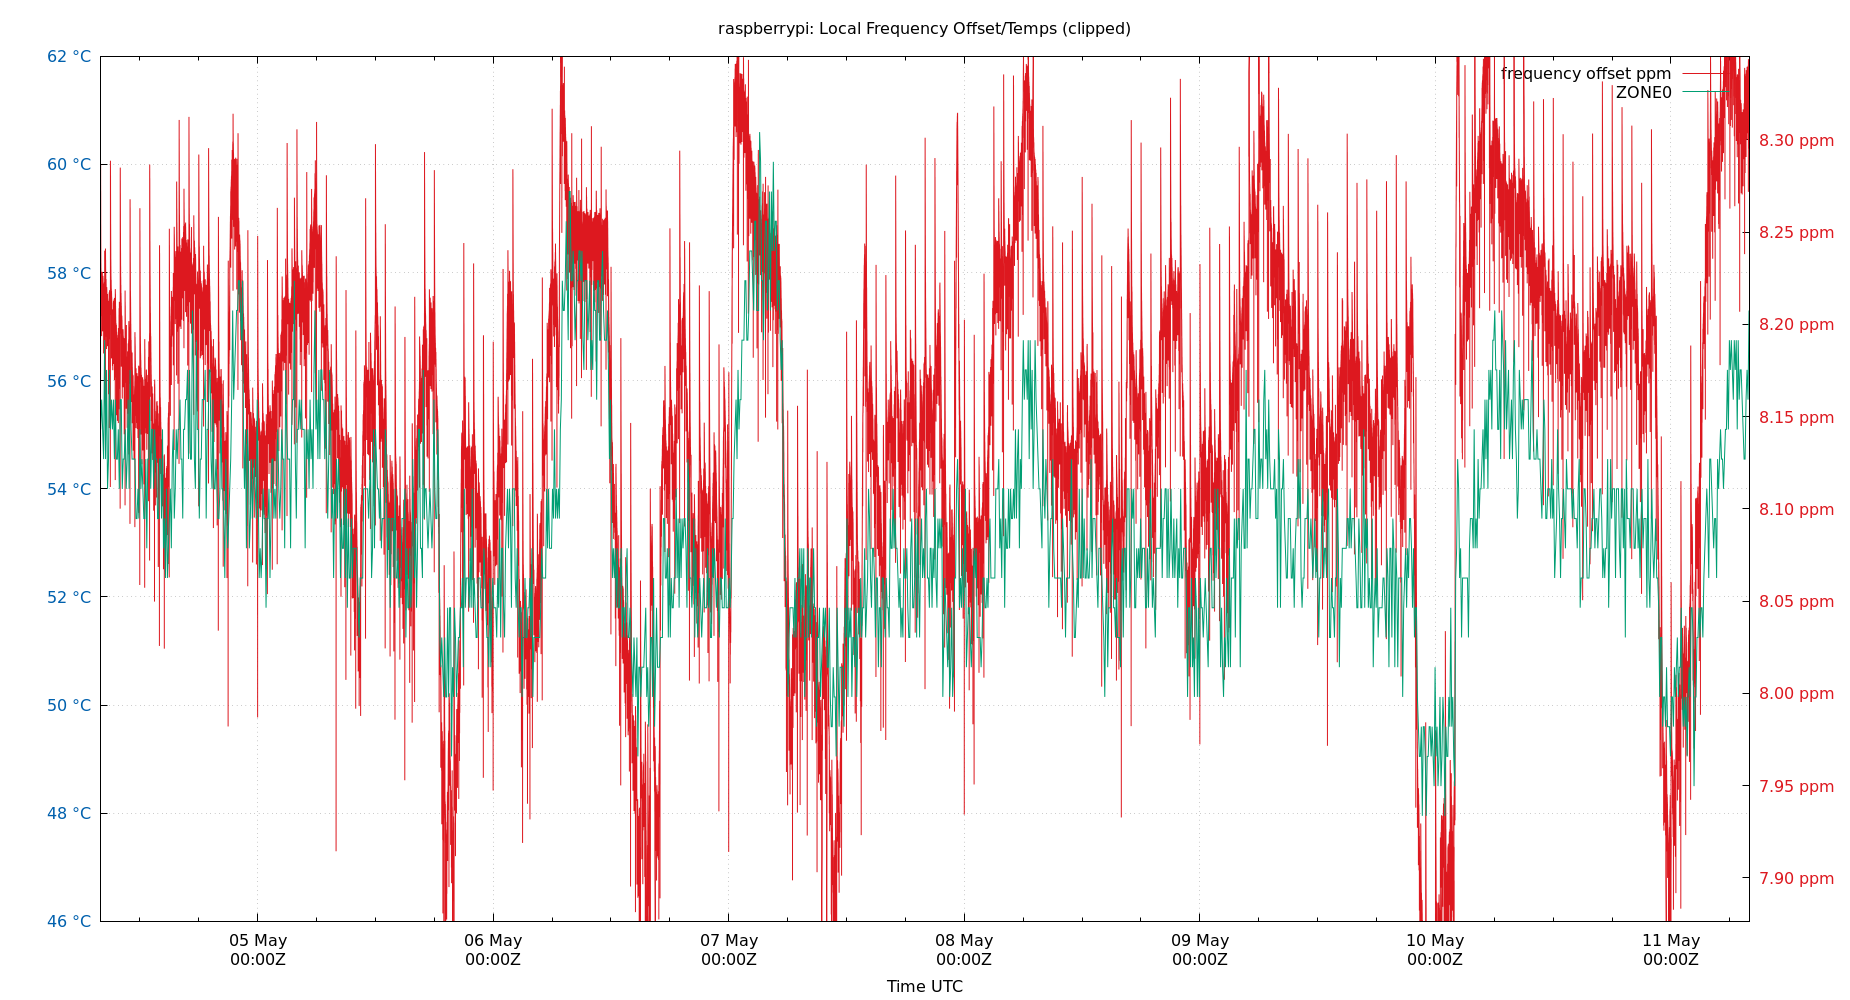 raspberrypi: Local Frequency Offset/Temps (clipped)
62 °C
60 °C
58 °C
56 °C
54 °C
52 °C
50 °C
48 °C
46 °C
frequency offset ppm
ZONE0
8.30 ppm
8.25 ppm
8.20 ppm
8.15 ppm
8.10 ppm
8.05 ppm
8.00 ppm
7.95 ppm
7.90 ppm
05 May 06 May 07 May 08 May 09 May 10 May 11 May
00:00Z 00:00Z 00:00Z 00:00Z 00:00Z 00:00Z 00:00Z
Time UTC